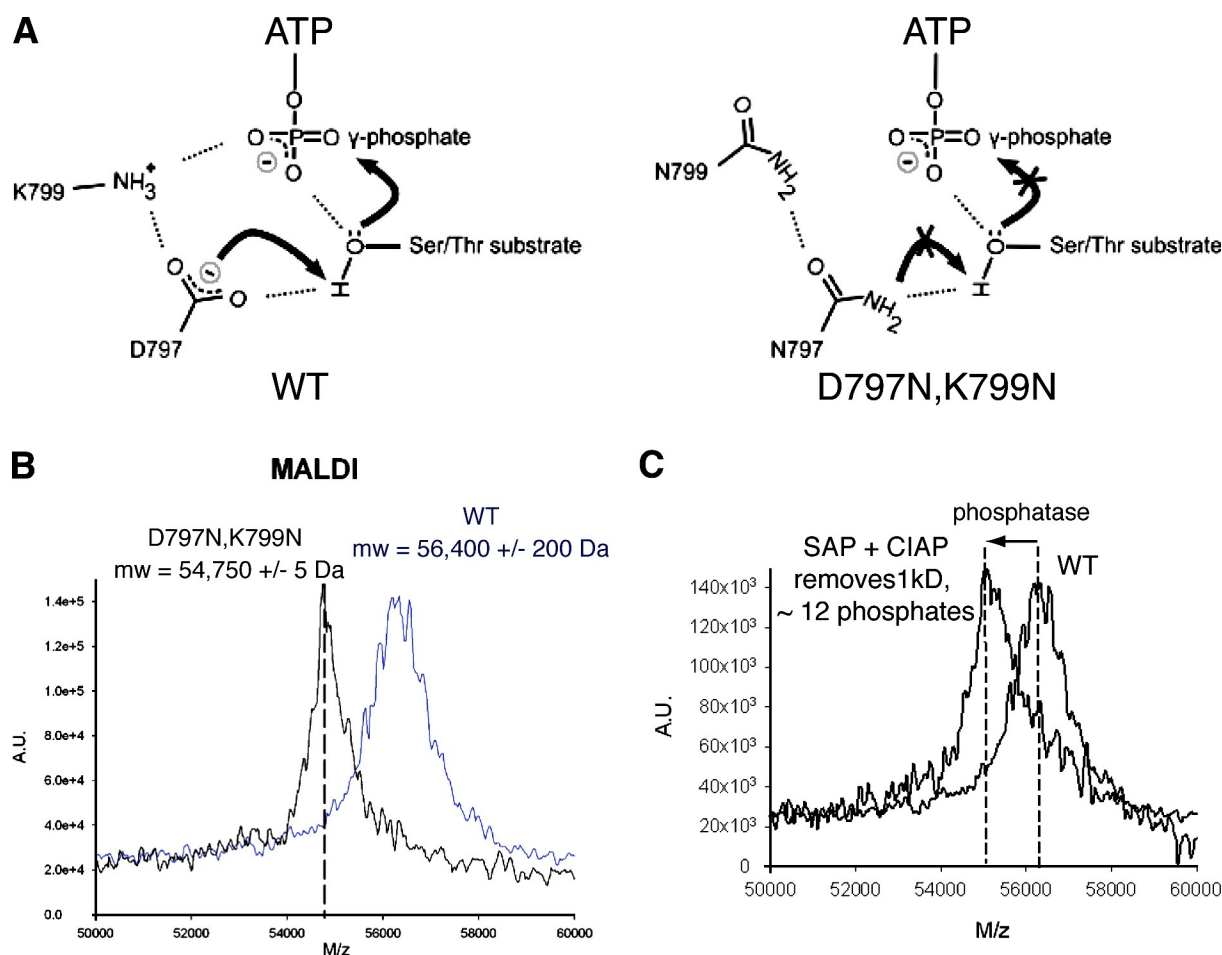 A
ATP
O
O
P
O
γ-phosphate
−
O
K799
NH3+
O
Ser/Thr substrate
O
−
O
H
D797
WT
ATP
O
O
N799
NH2
O
P
O
γ-phosphate
−
O
O
Ser/Thr substrate
O
NH2
H
N797
D797N,K799N
B
MALDI
D797N,K799N
mw = 54,750 +/- 5 Da
WT
mw = 56,400 +/- 200 Da
1.4e+5
1.2e+5
1.0e+5
8.0e+4
6.0e+4
4.0e+4
2.0e+4
0.0
A.U.
50000
52000
54000
56000
58000
60000
M/z
C
phosphatase
SAP + CIAP
removes1kD,
~ 12 phosphates
WT
140x10³
120x10³
100x10³
80x10³
60x10³
40x10³
20x10³
0
A.U.
50000
52000
54000
56000
58000
60000
M/z